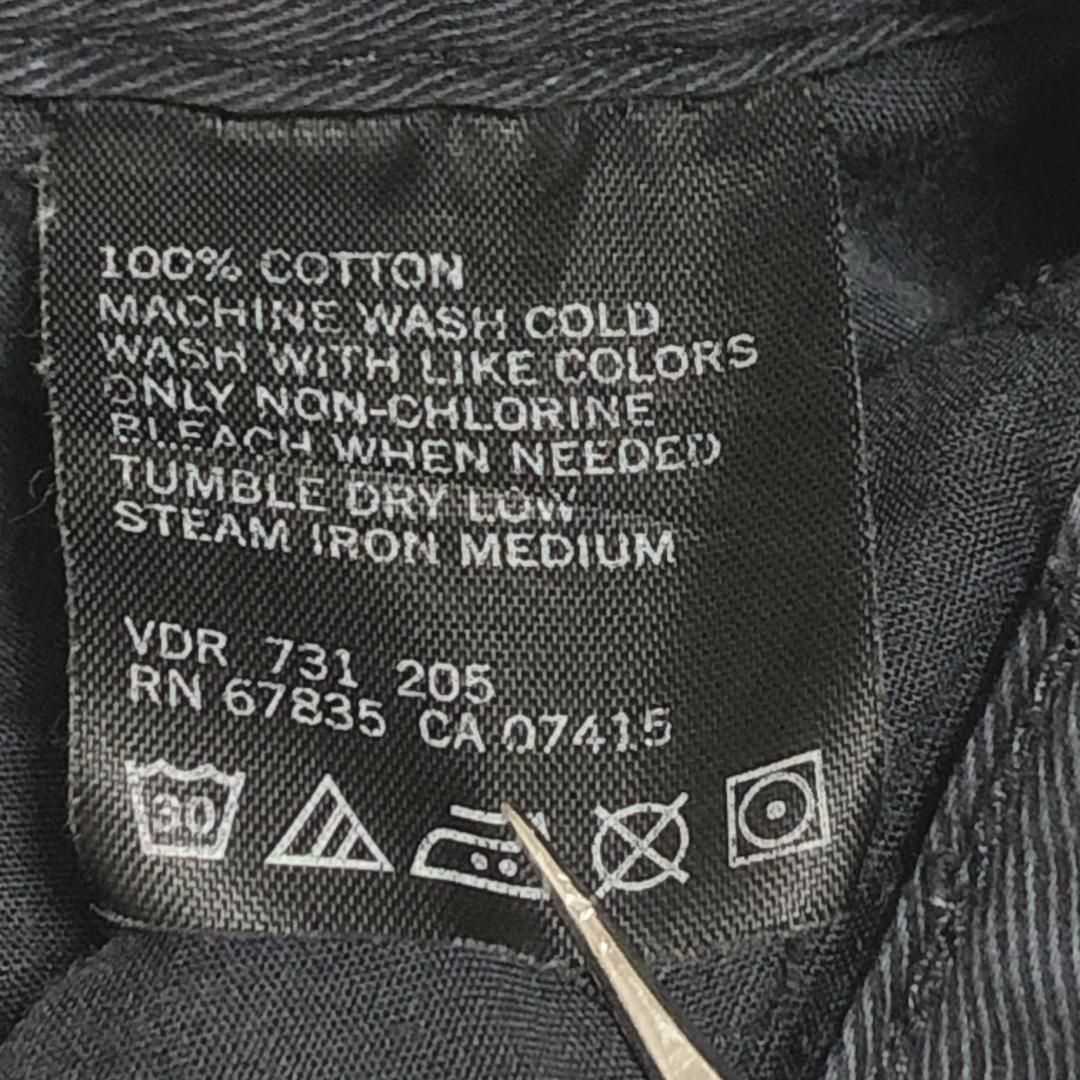 100% COTTON
MACHINE WASH COLD
WASH WITH LIKE COLORS
ONLY NON-CHLORINE
BLEACH WHEN NEEDED
TUMBLE DRY LOW
STEAM IRON MEDIUM
VDR 731 205
RN 67835 CA 07415
30